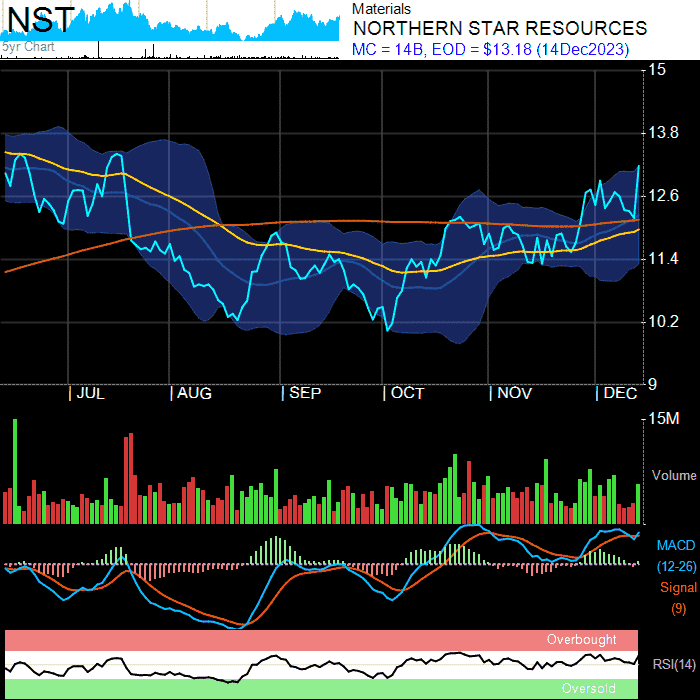 NST
5yr Chart
Materials
NORTHERN STAR RESOURCES
MC = 14B, EOD = $13.18 (14Dec2023)
15
13.8
12.6
11.4
10.2
9
|JUL |AUG |SEP |OCT |NOV |DEC
15M
Volume
MACD
(12-26)
Signal
(9)
Overbought
RSI(14)
Oversold